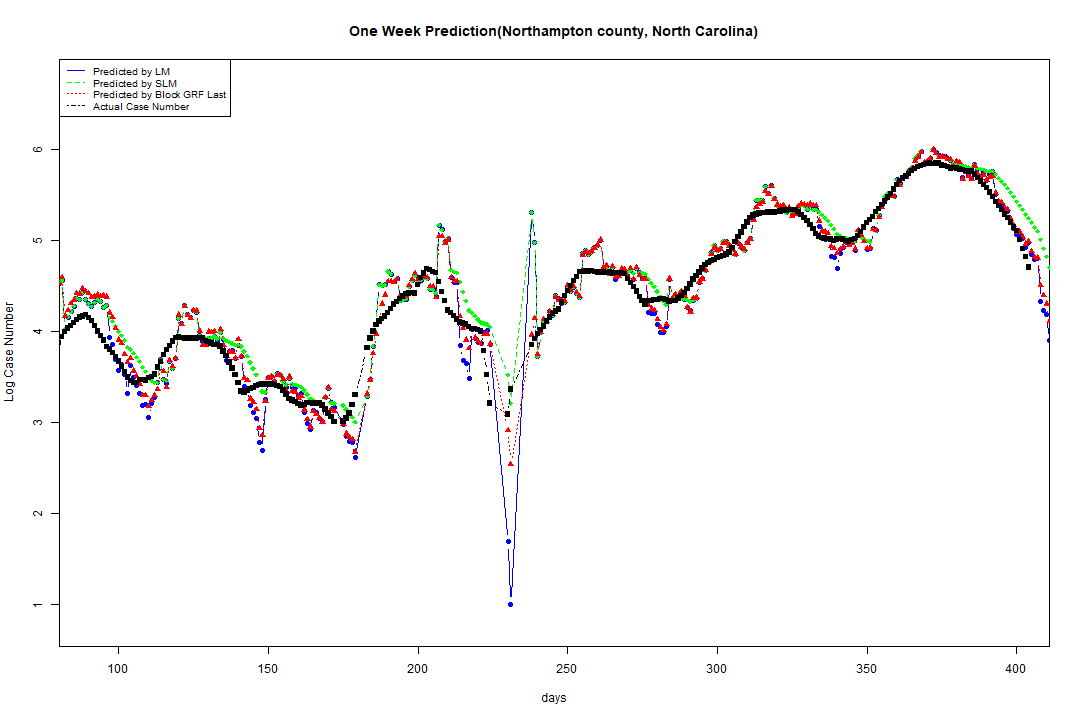 One Week Prediction(Northampton county, North Carolina)
Predicted by LM
Predicted by SLM
Predicted by Block GRF Last
Actual Case Number
6
5
4
3
2
1
Log Case Number
100 150 200 250 300 350 400
days